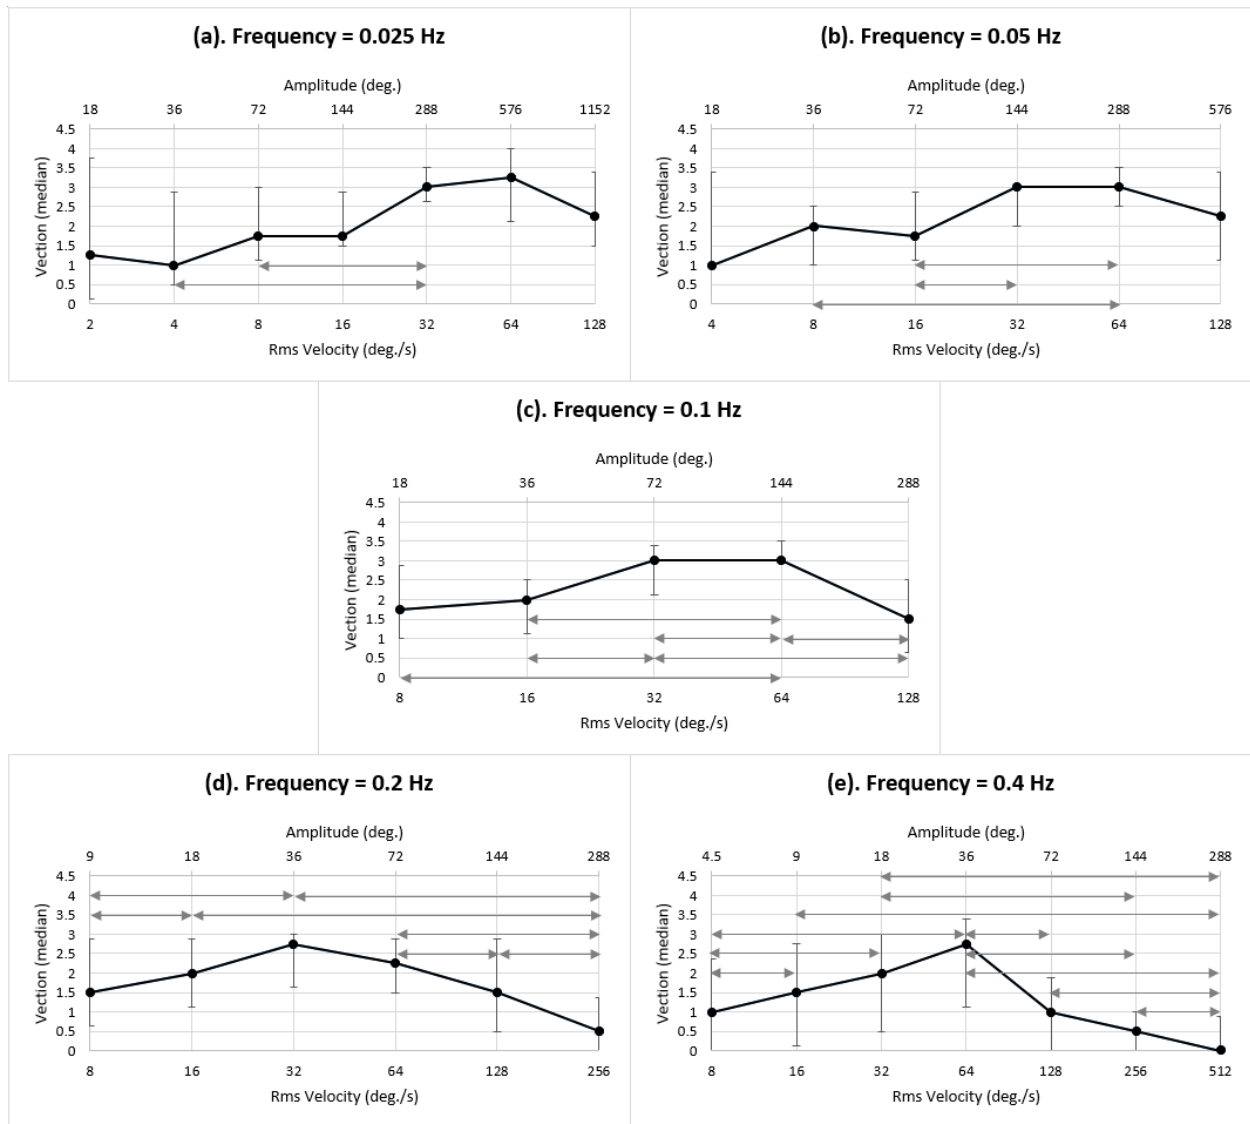 (a). Frequency = 0.025 Hz
Amplitude (deg.)
18 36 72 144 288 576 1152
4.5
4
3.5
3
2.5
2
1.5
1
0.5
0
Vection (median)
2 4 8 16 32 64 128
Rms Velocity (deg./s)
(b). Frequency = 0.05 Hz
Amplitude (deg.)
18 36 72 144 288 576
4.5
4
3.5
3
2.5
2
1.5
1
0.5
0
Vection (median)
4 8 16 32 64 128
Rms Velocity (deg./s)
(c). Frequency = 0.1 Hz
Amplitude (deg.)
18 36 72 144 288
4.5
4
3.5
3
2.5
2
1.5
1
0.5
0
Vection (median)
8 16 32 64 128
Rms Velocity (deg./s)
(d). Frequency = 0.2 Hz
Amplitude (deg.)
9 18 36 72 144 288
4.5
4
3.5
3
2.5
2
1.5
1
0.5
0
Vection (median)
8 16 32 64 128 256
Rms Velocity (deg./s)
(e). Frequency = 0.4 Hz
Amplitude (deg.)
4.5 9 18 36 72 144 288
4.5
4
3.5
3
2.5
2
1.5
1
0.5
0
Vection (median)
8 16 32 64 128 256 512
Rms Velocity (deg./s)